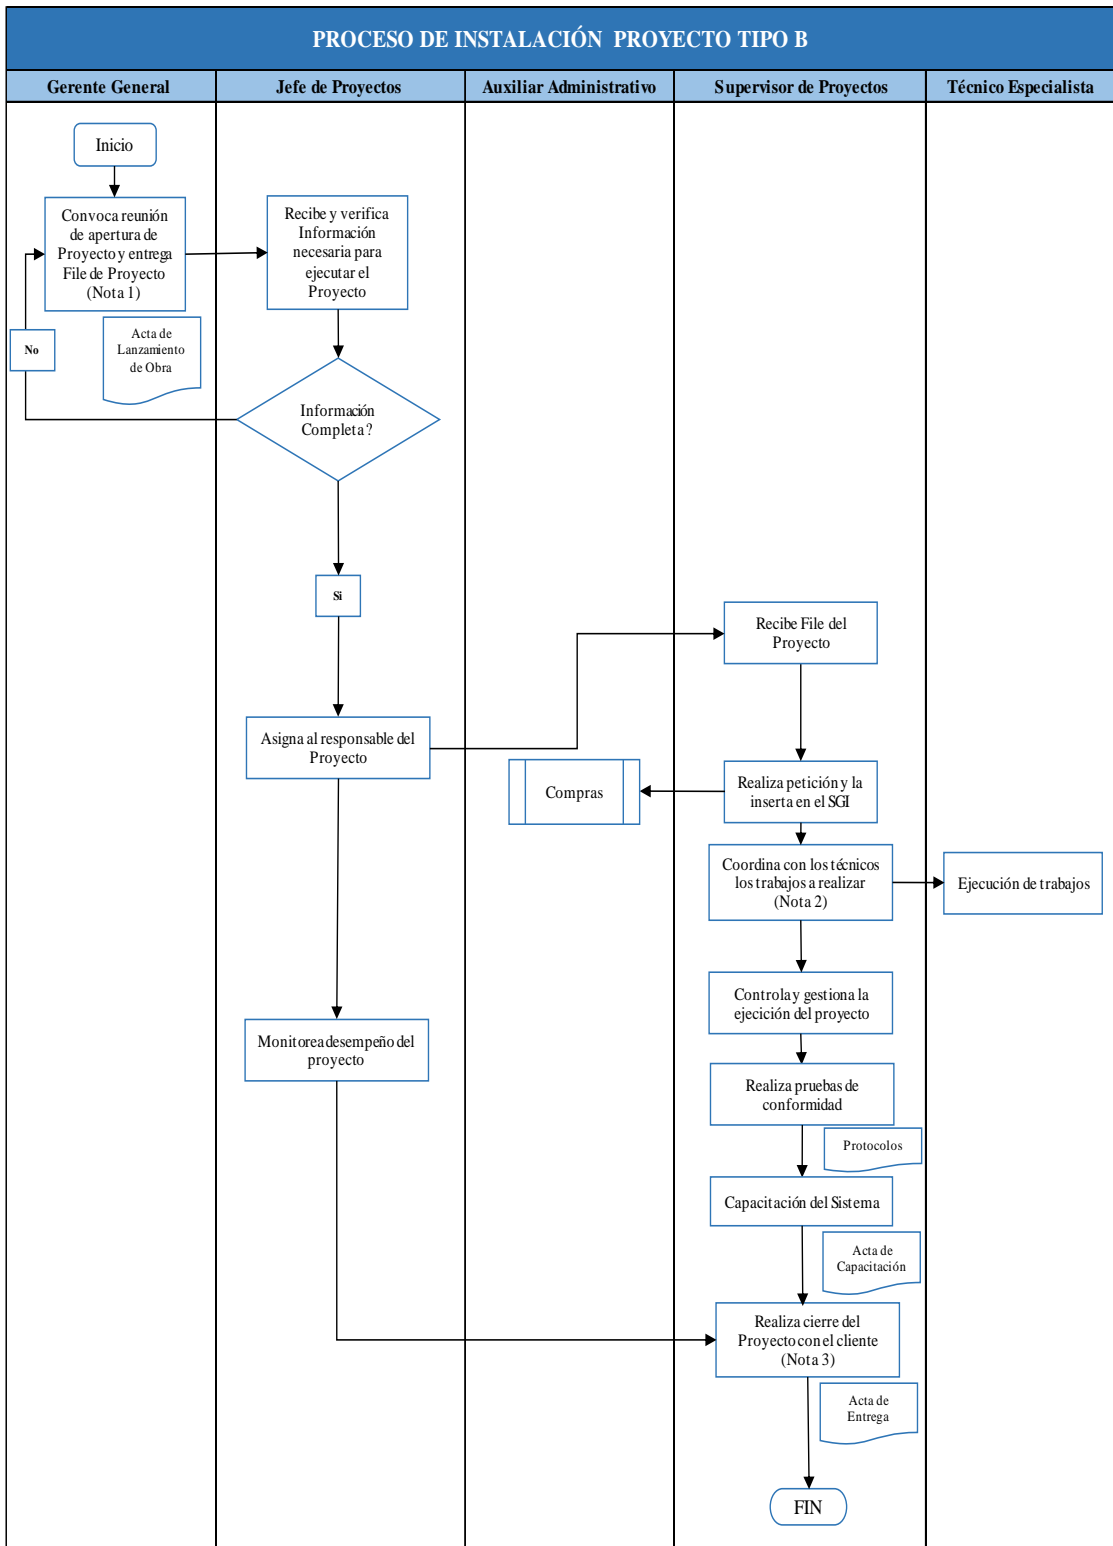 PROCESO DE INSTALACIÓN PROYECTO TIPO B
Gerente General
Jefe de Proyectos
Auxiliar Administrativo
Supervisor de Proyectos
Técnico Especialista
Inicio
Convoca reunión
de apertura de
Proyecto y entrega
File de Proyecto
(Nota 1)
Recibe y verifica
Información
necesaria para
ejecutar el
Proyecto
No
Acta de
Lanzamiento
de Obra
Información
Completa ?
Si
Recibe File del
Proyecto
Asigna al responsable del
Proyecto
Compras
Realiza petición y la
inserta en el SGI
Coordina con los técnicos
los trabajos a realizar
(Nota 2)
Ejecución de trabajos
Controla y gestiona la
ejecición del proyecto
Monitorea desempeño del
proyecto
Realiza pruebas de
conformidad
Protocolos
Capacitación del Sistema
Acta de
Capacitación
Realiza cierre del
Proyecto con el cliente
(Nota 3)
Acta de
Entrega
FIN